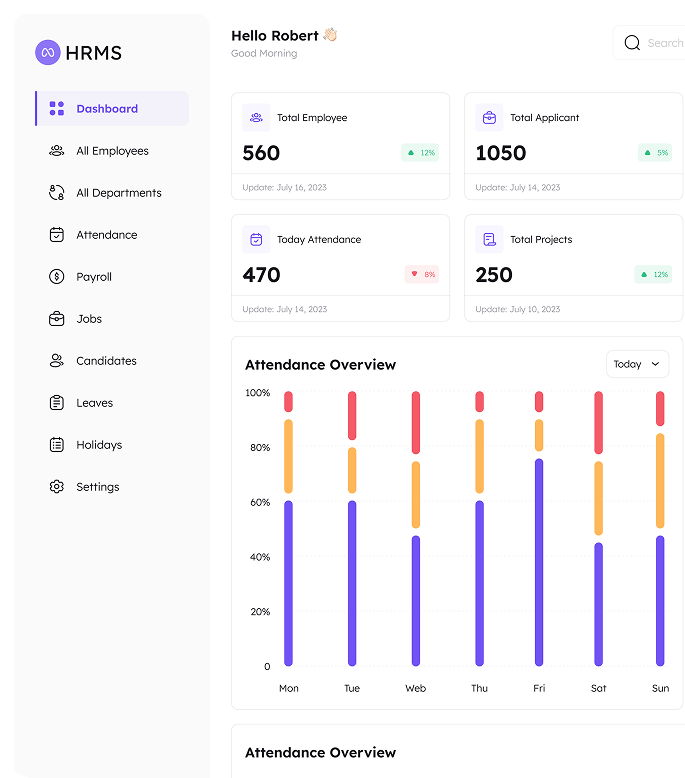 HRMS
Dashboard
All Employees
All Departments
Attendance
Payroll
Jobs
Candidates
Leaves
Holidays
Settings
Hello Robert 👋🏻
Good Morning
Search
Total Employee
560
12%
Update: July 16, 2023
Total Applicant
1050
5%
Update: July 14, 2023
Today Attendance
470
8%
Update: July 14, 2023
Total Projects
250
12%
Update: July 10, 2023
Attendance Overview
Today
100%
80%
60%
40%
20%
0
Mon Tue Web Thu Fri Sat Sun
Attendance Overview